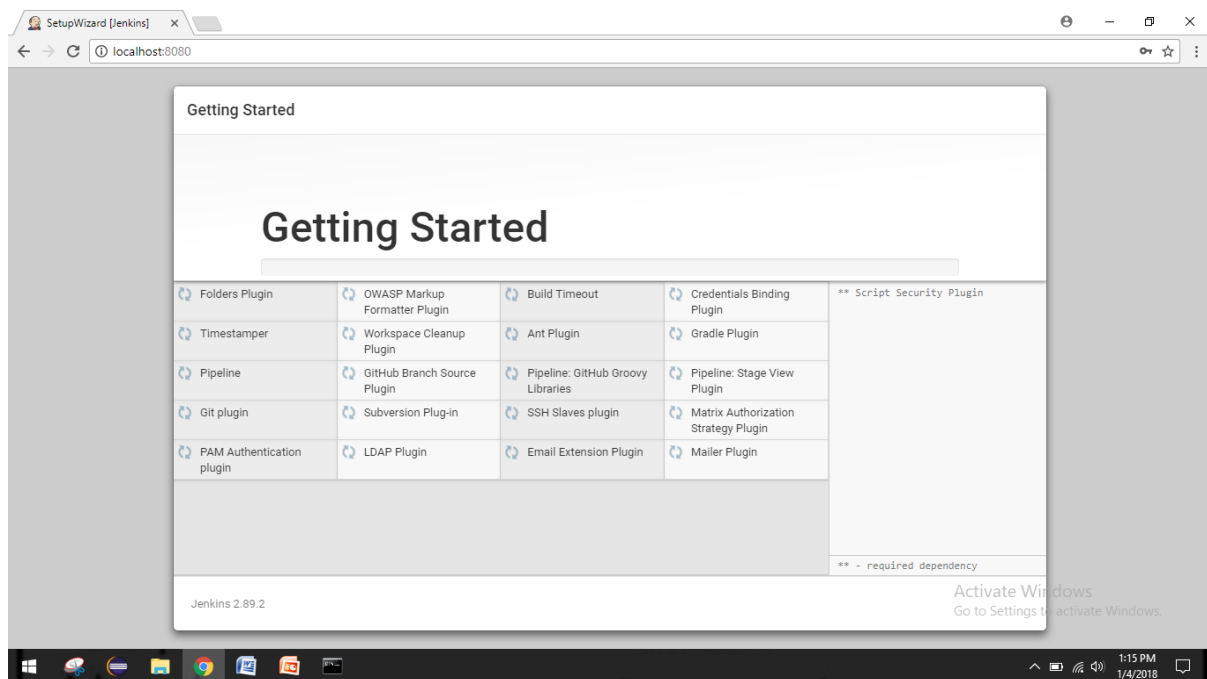 SetupWizard [Jenkins]
localhost:8080
Getting Started
Getting Started
Folders Plugin
OWASP Markup
Formatter Plugin
Build Timeout
Credentials Binding
Plugin
** Script Security Plugin
Timestamper
Workspace Cleanup
Plugin
Ant Plugin
Gradle Plugin
Pipeline
GitHub Branch Source
Plugin
Pipeline: GitHub Groovy
Libraries
Pipeline: Stage View
Plugin
Git plugin
Subversion Plug-in
SSH Slaves plugin
Matrix Authorization
Strategy Plugin
PAM Authentication
plugin
LDAP Plugin
Email Extension Plugin
Mailer Plugin
** - required dependency
Activate Windows
Go to Settings to activate Windows.
Jenkins 2.89.2
1:15 PM
1/4/2018